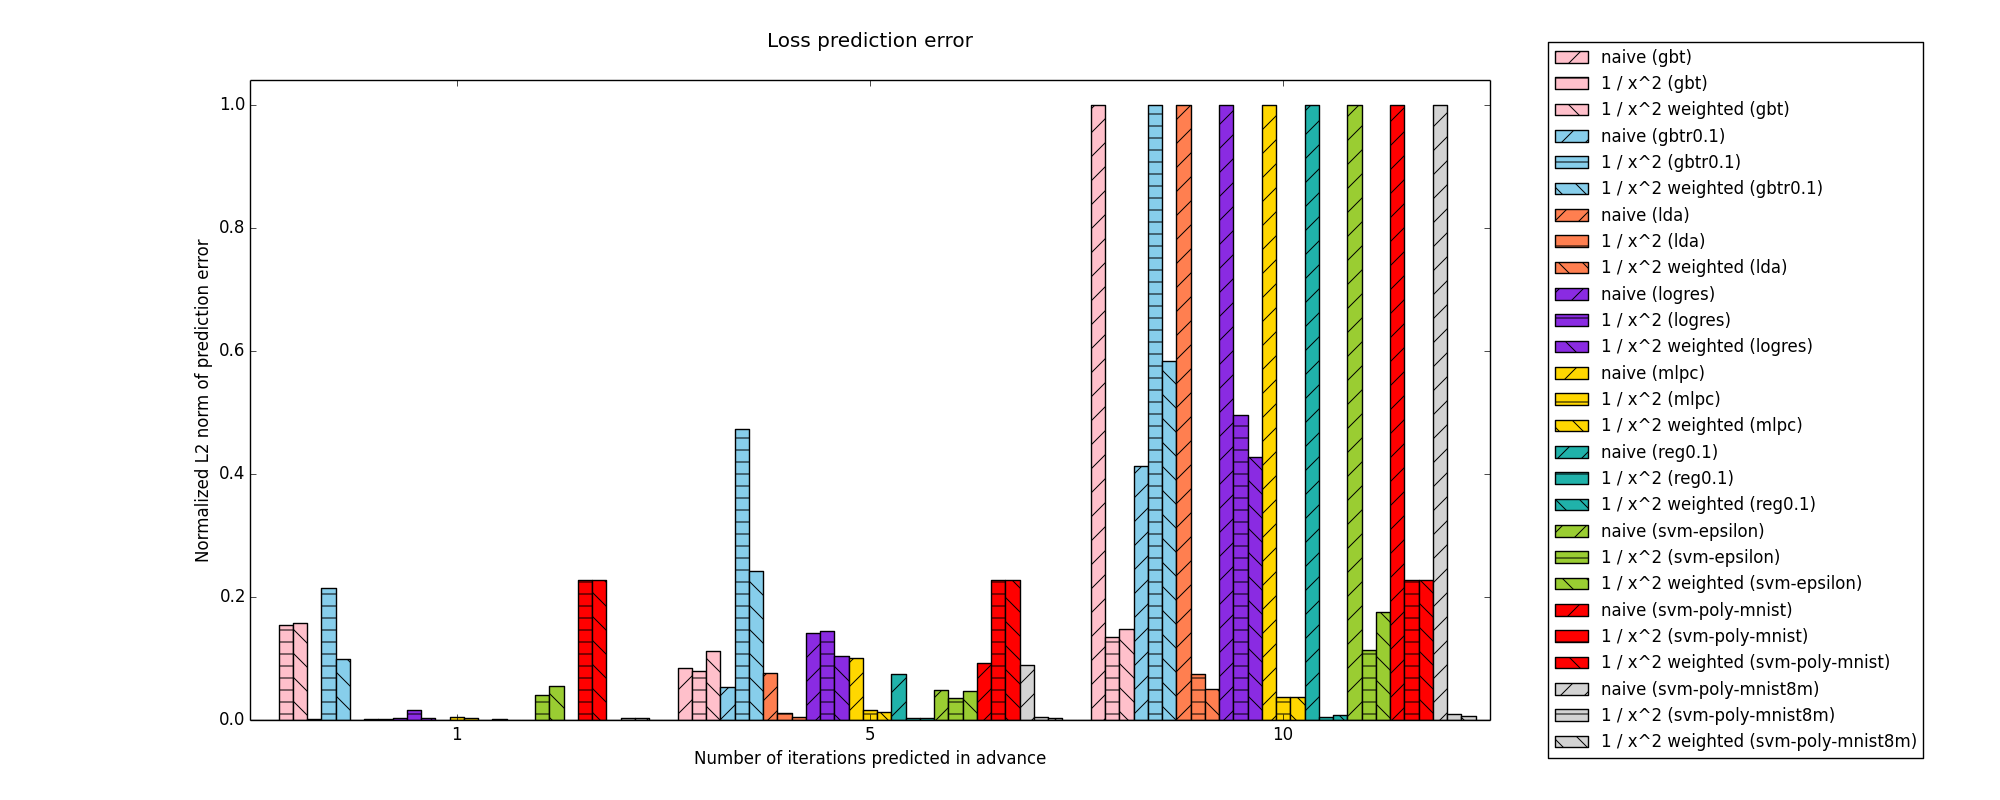 Loss prediction error
Normalized L2 norm of prediction error
1.0
0.8
0.6
0.4
0.2
0.0
1
5
10
Number of iterations predicted in advance
naive (gbt)
1 / x^2 (gbt)
1 / x^2 weighted (gbt)
naive (gbtr0.1)
1 / x^2 (gbtr0.1)
1 / x^2 weighted (gbtr0.1)
naive (lda)
1 / x^2 (lda)
1 / x^2 weighted (lda)
naive (logres)
1 / x^2 (logres)
1 / x^2 weighted (logres)
naive (mlpc)
1 / x^2 (mlpc)
1 / x^2 weighted (mlpc)
naive (reg0.1)
1 / x^2 (reg0.1)
1 / x^2 weighted (reg0.1)
naive (svm-epsilon)
1 / x^2 (svm-epsilon)
1 / x^2 weighted (svm-epsilon)
naive (svm-poly-mnist)
1 / x^2 (svm-poly-mnist)
1 / x^2 weighted (svm-poly-mnist)
naive (svm-poly-mnist8m)
1 / x^2 (svm-poly-mnist8m)
1 / x^2 weighted (svm-poly-mnist8m)